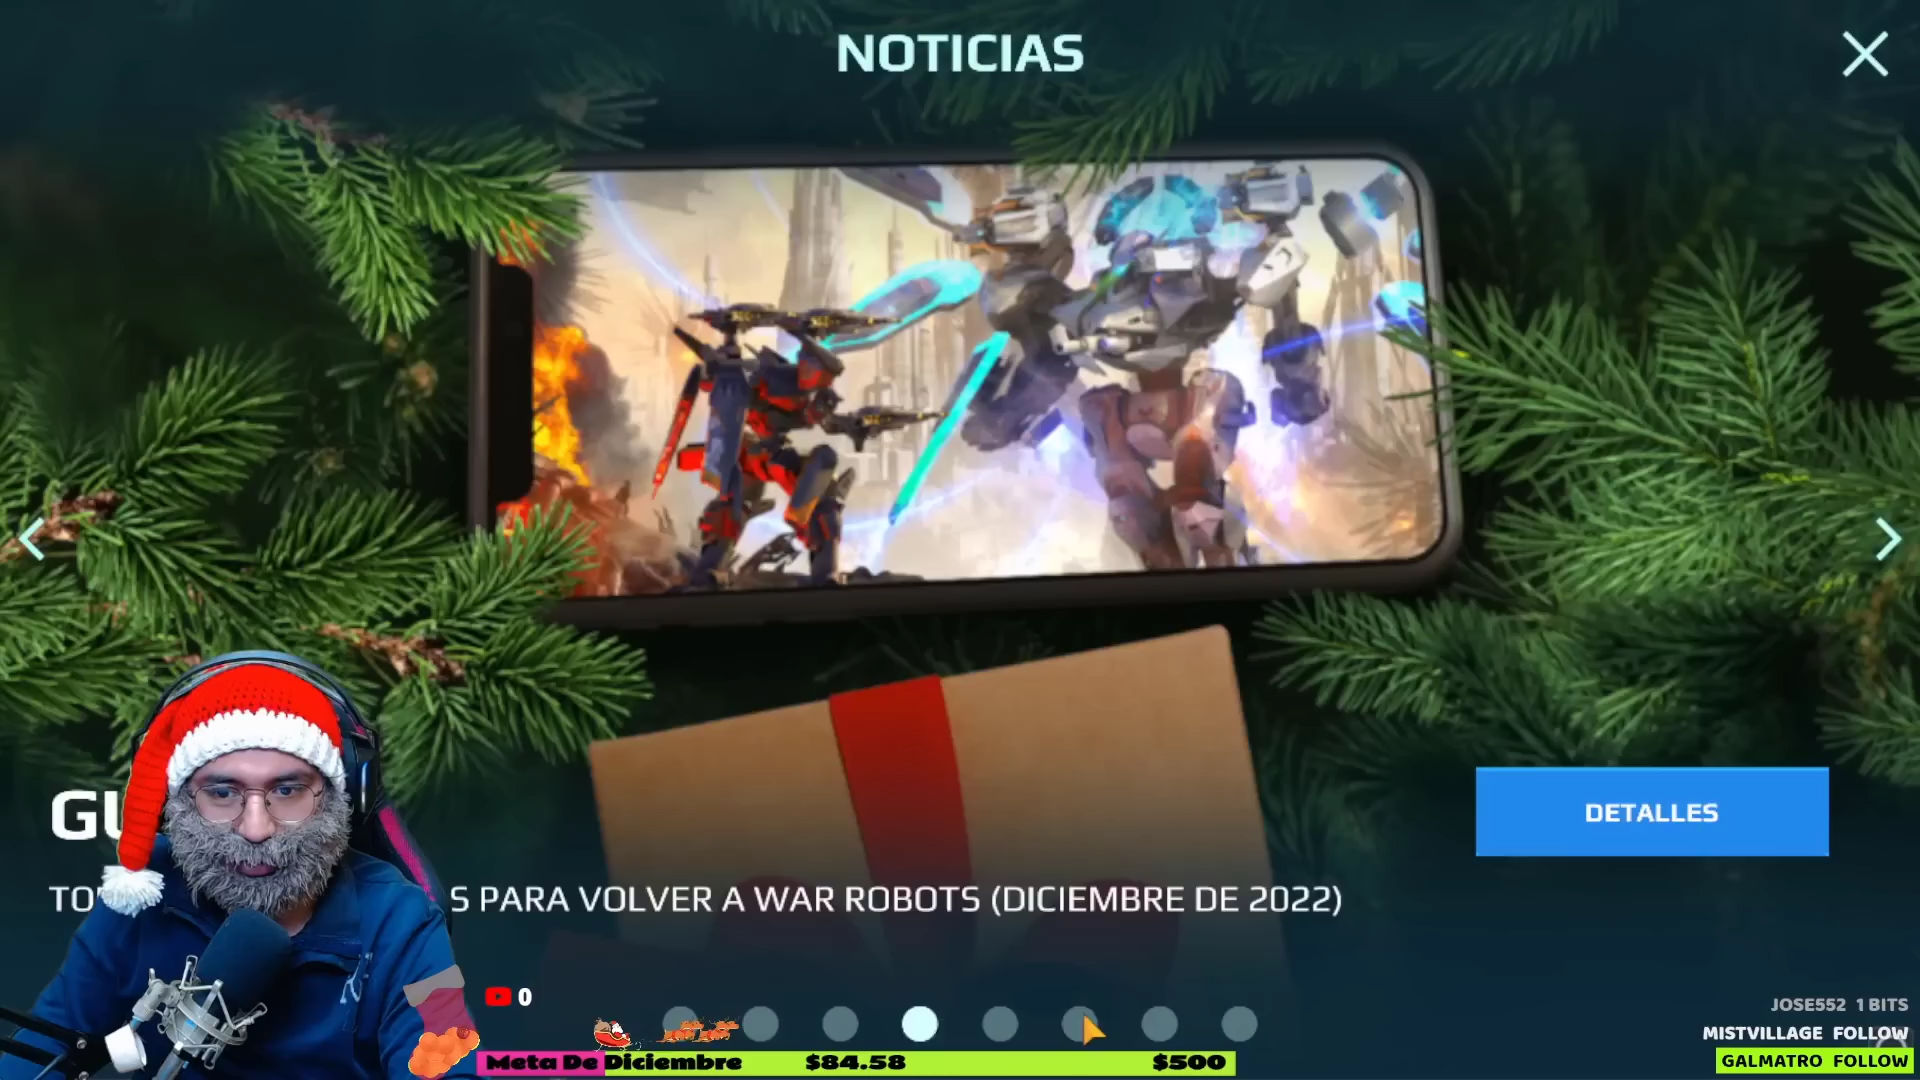 NOTICIAS
GU
DETALLES
TO S PARA VOLVER A WAR ROBOTS (DICIEMBRE DE 2022)
0
JOSE552 1 BITS
MISTVILLAGE FOLLOW
GALMATRO FOLLOW
Meta De Diciembre $84.58 $500